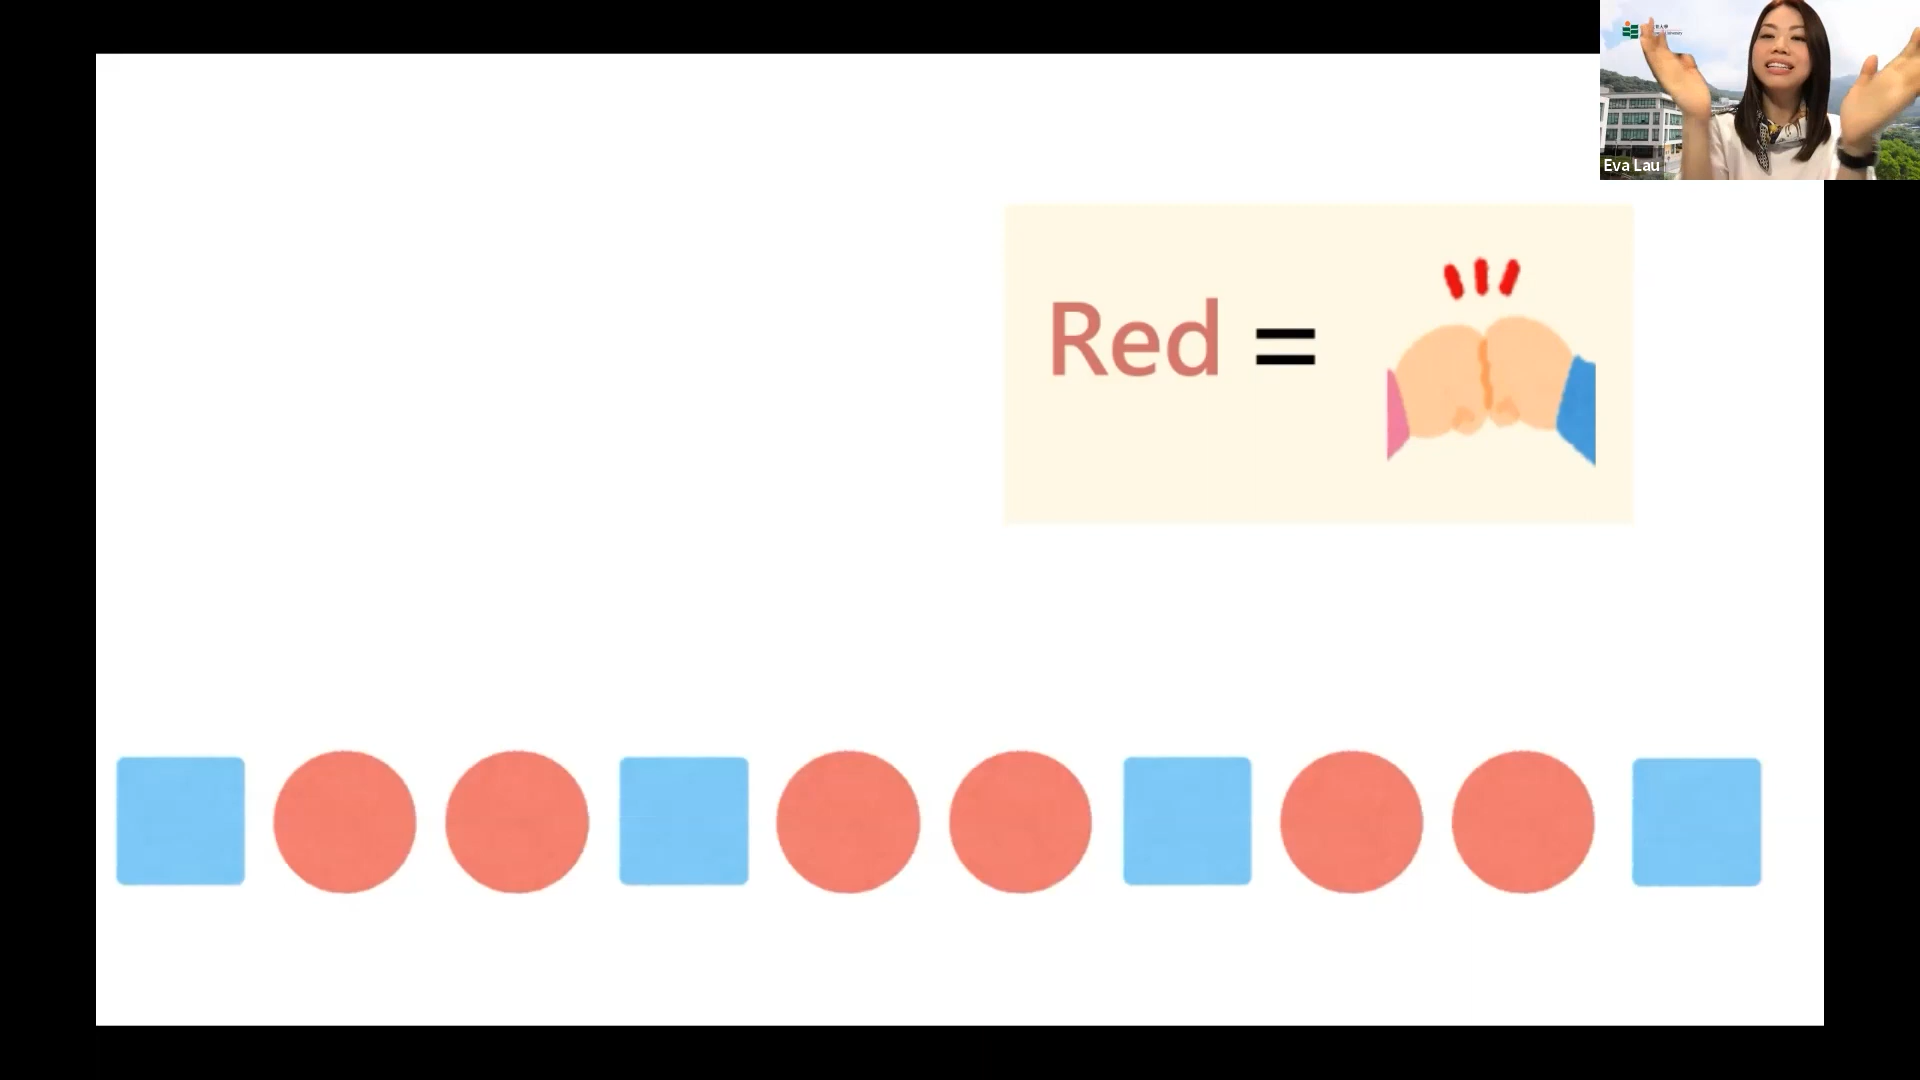 Red =
Eva Lau